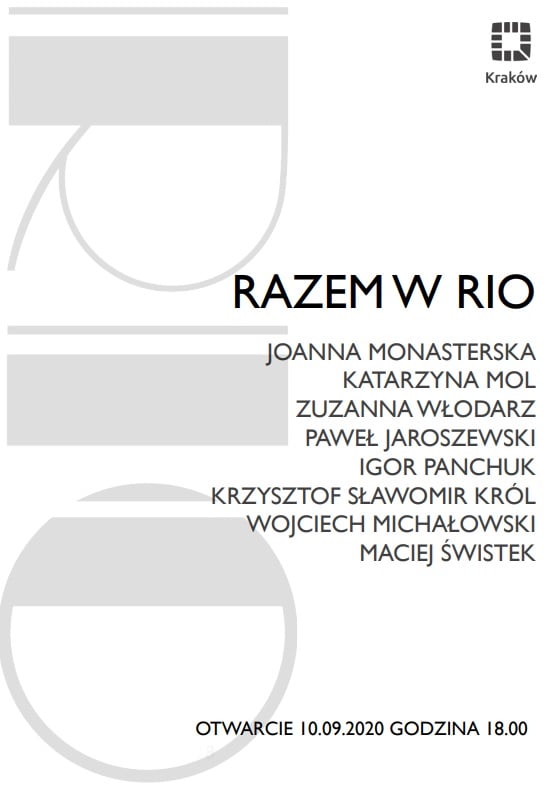 Kraków
RIO
RAZEM W RIO
JOANNA MONASTERSKA
KATARZYNA MOL
ZUZANNA WŁODARZ
PAWEŁ JAROSZEWSKI
IGOR PANCHUK
KRZYSZTOF SŁAWOMIR KRÓL
WOJCIECH MICHAŁOWSKI
MACIEJ ŚWISTEK
OTWARCIE 10.09.2020 GODZINA 18.00